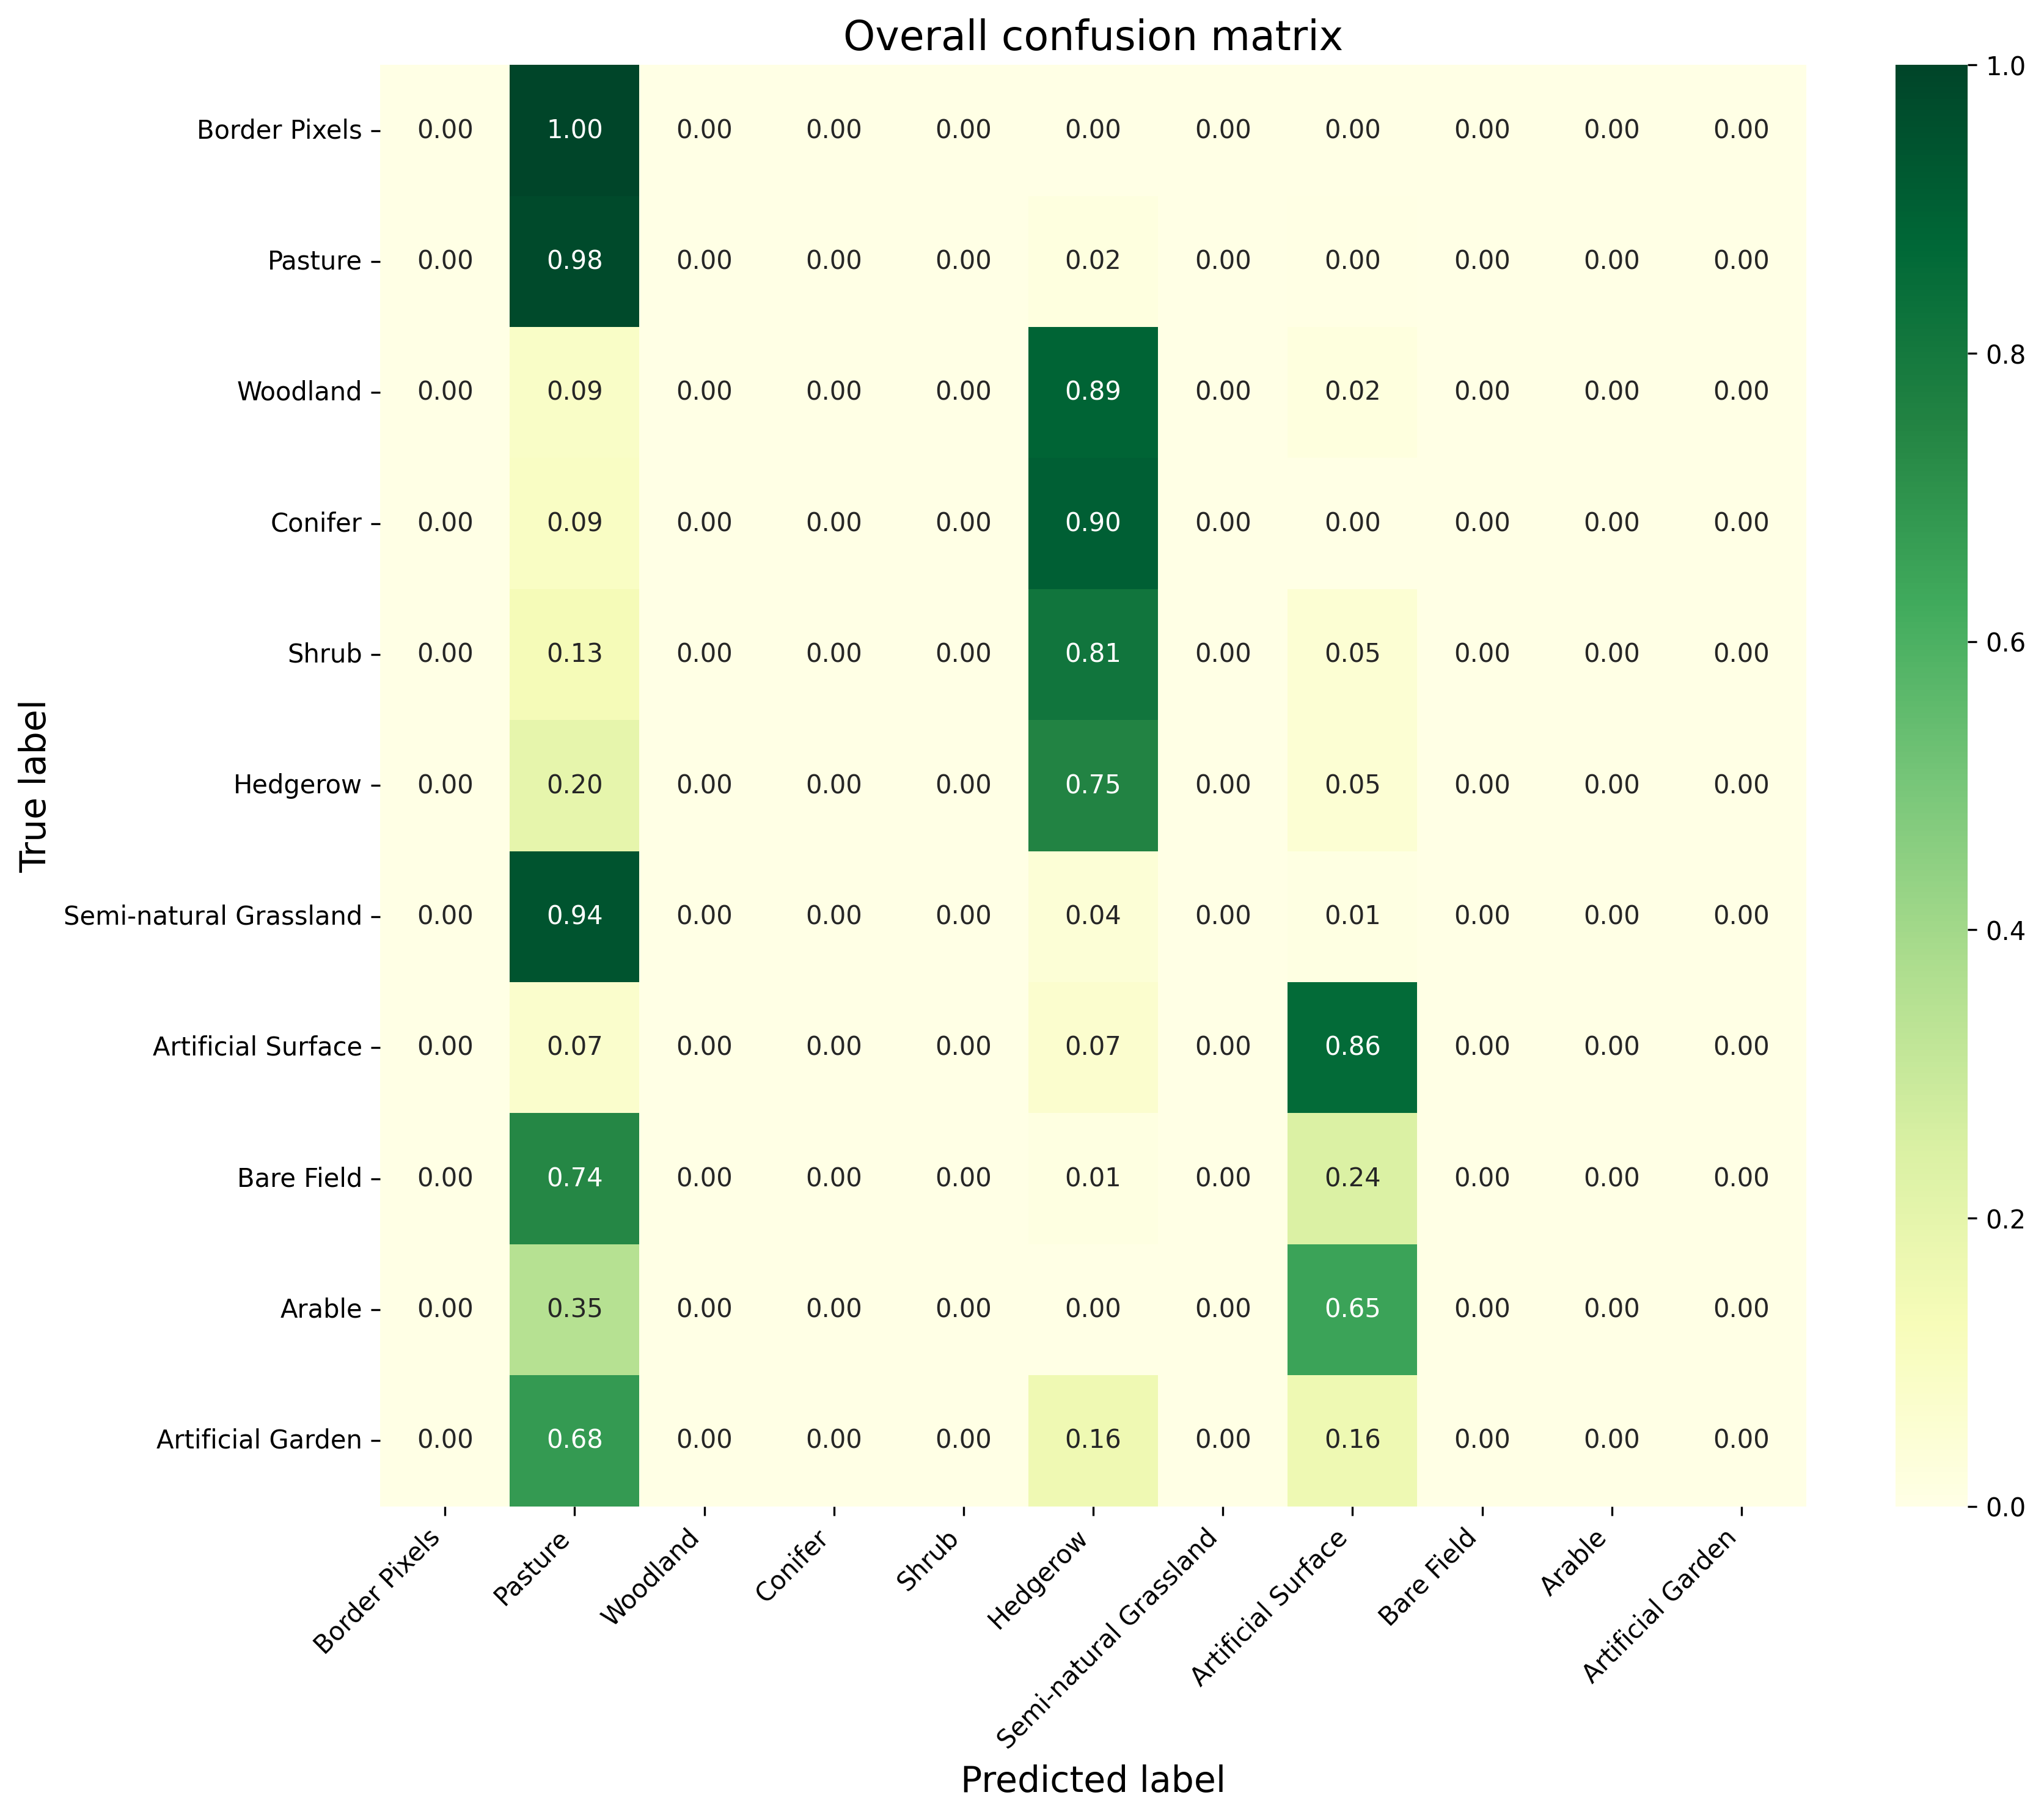 Overall confusion matrix
True label
Border Pixels 0.00 1.00 0.00 0.00 0.00 0.00 0.00 0.00 0.00 0.00 0.00
Pasture 0.00 0.98 0.00 0.00 0.00 0.02 0.00 0.00 0.00 0.00 0.00
Woodland 0.00 0.09 0.00 0.00 0.00 0.89 0.00 0.02 0.00 0.00 0.00
Conifer 0.00 0.09 0.00 0.00 0.00 0.90 0.00 0.00 0.00 0.00 0.00
Shrub 0.00 0.13 0.00 0.00 0.00 0.81 0.00 0.05 0.00 0.00 0.00
Hedgerow 0.00 0.20 0.00 0.00 0.00 0.75 0.00 0.05 0.00 0.00 0.00
Semi-natural Grassland 0.00 0.94 0.00 0.00 0.00 0.04 0.00 0.01 0.00 0.00 0.00
Artificial Surface 0.00 0.07 0.00 0.00 0.00 0.07 0.00 0.86 0.00 0.00 0.00
Bare Field 0.00 0.74 0.00 0.00 0.00 0.01 0.00 0.24 0.00 0.00 0.00
Arable 0.00 0.35 0.00 0.00 0.00 0.00 0.00 0.65 0.00 0.00 0.00
Artificial Garden 0.00 0.68 0.00 0.00 0.00 0.16 0.00 0.16 0.00 0.00 0.00
Border Pixels Pasture Woodland Conifer Shrub Hedgerow Semi-natural Grassland Artificial Surface Bare Field Arable Artificial Garden
Predicted label
1.0
0.8
0.6
0.4
0.2
0.0